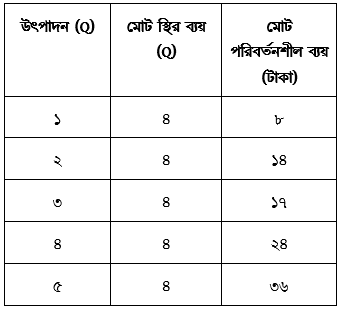 উৎপাদন (Q) মোট স্থির ব্যয় (Q) মোট পরিবর্তনশীল ব্যয় (টাকা)
১ ৪ ৮
২ ৪ ১৪
৩ ৪ ১৭
৪ ৪ ২৪
৫ ৪ ৩৬